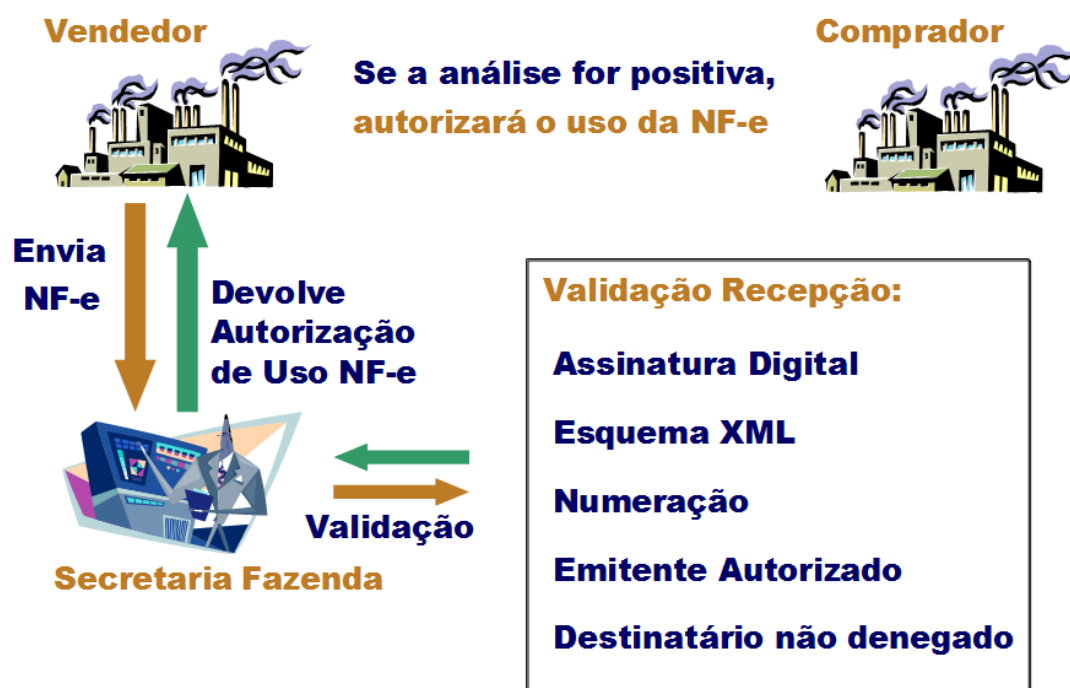 Vendedor
Comprador
Se a análise for positiva,
autorizará o uso da NF-e
Envia
NF-e
Devolve
Autorização
de Uso NF-e
Validação
Secretaria Fazenda
Validação Recepção:
Assinatura Digital
Esquema XML
Numeração
Emitente Autorizado
Destinatário não denegado